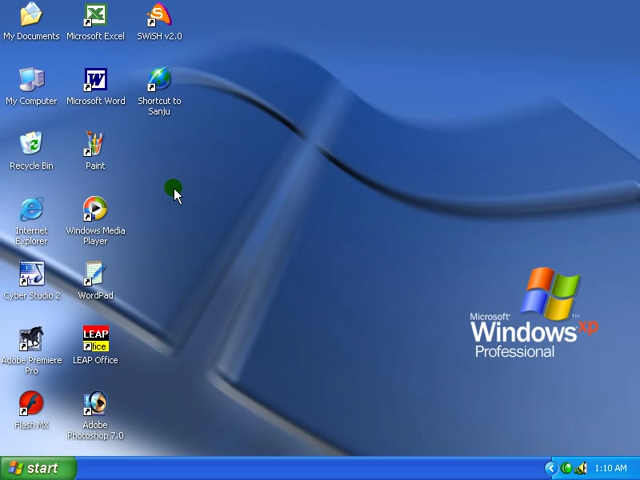 My Documents
Microsoft Excel
SWiSH v2.0
My Computer
Microsoft Word
Shortcut to
Sanju
Recycle Bin
Paint
Internet
Explorer
Windows Media
Player
Cyber Studio 2
WordPad
Adobe Premiere
Pro
LEAP
ffice
LEAP Office
Flash MX
Adobe
Photoshop 7.0
Microsoft®
Windows xp
TM
Professional
start
1:10 AM